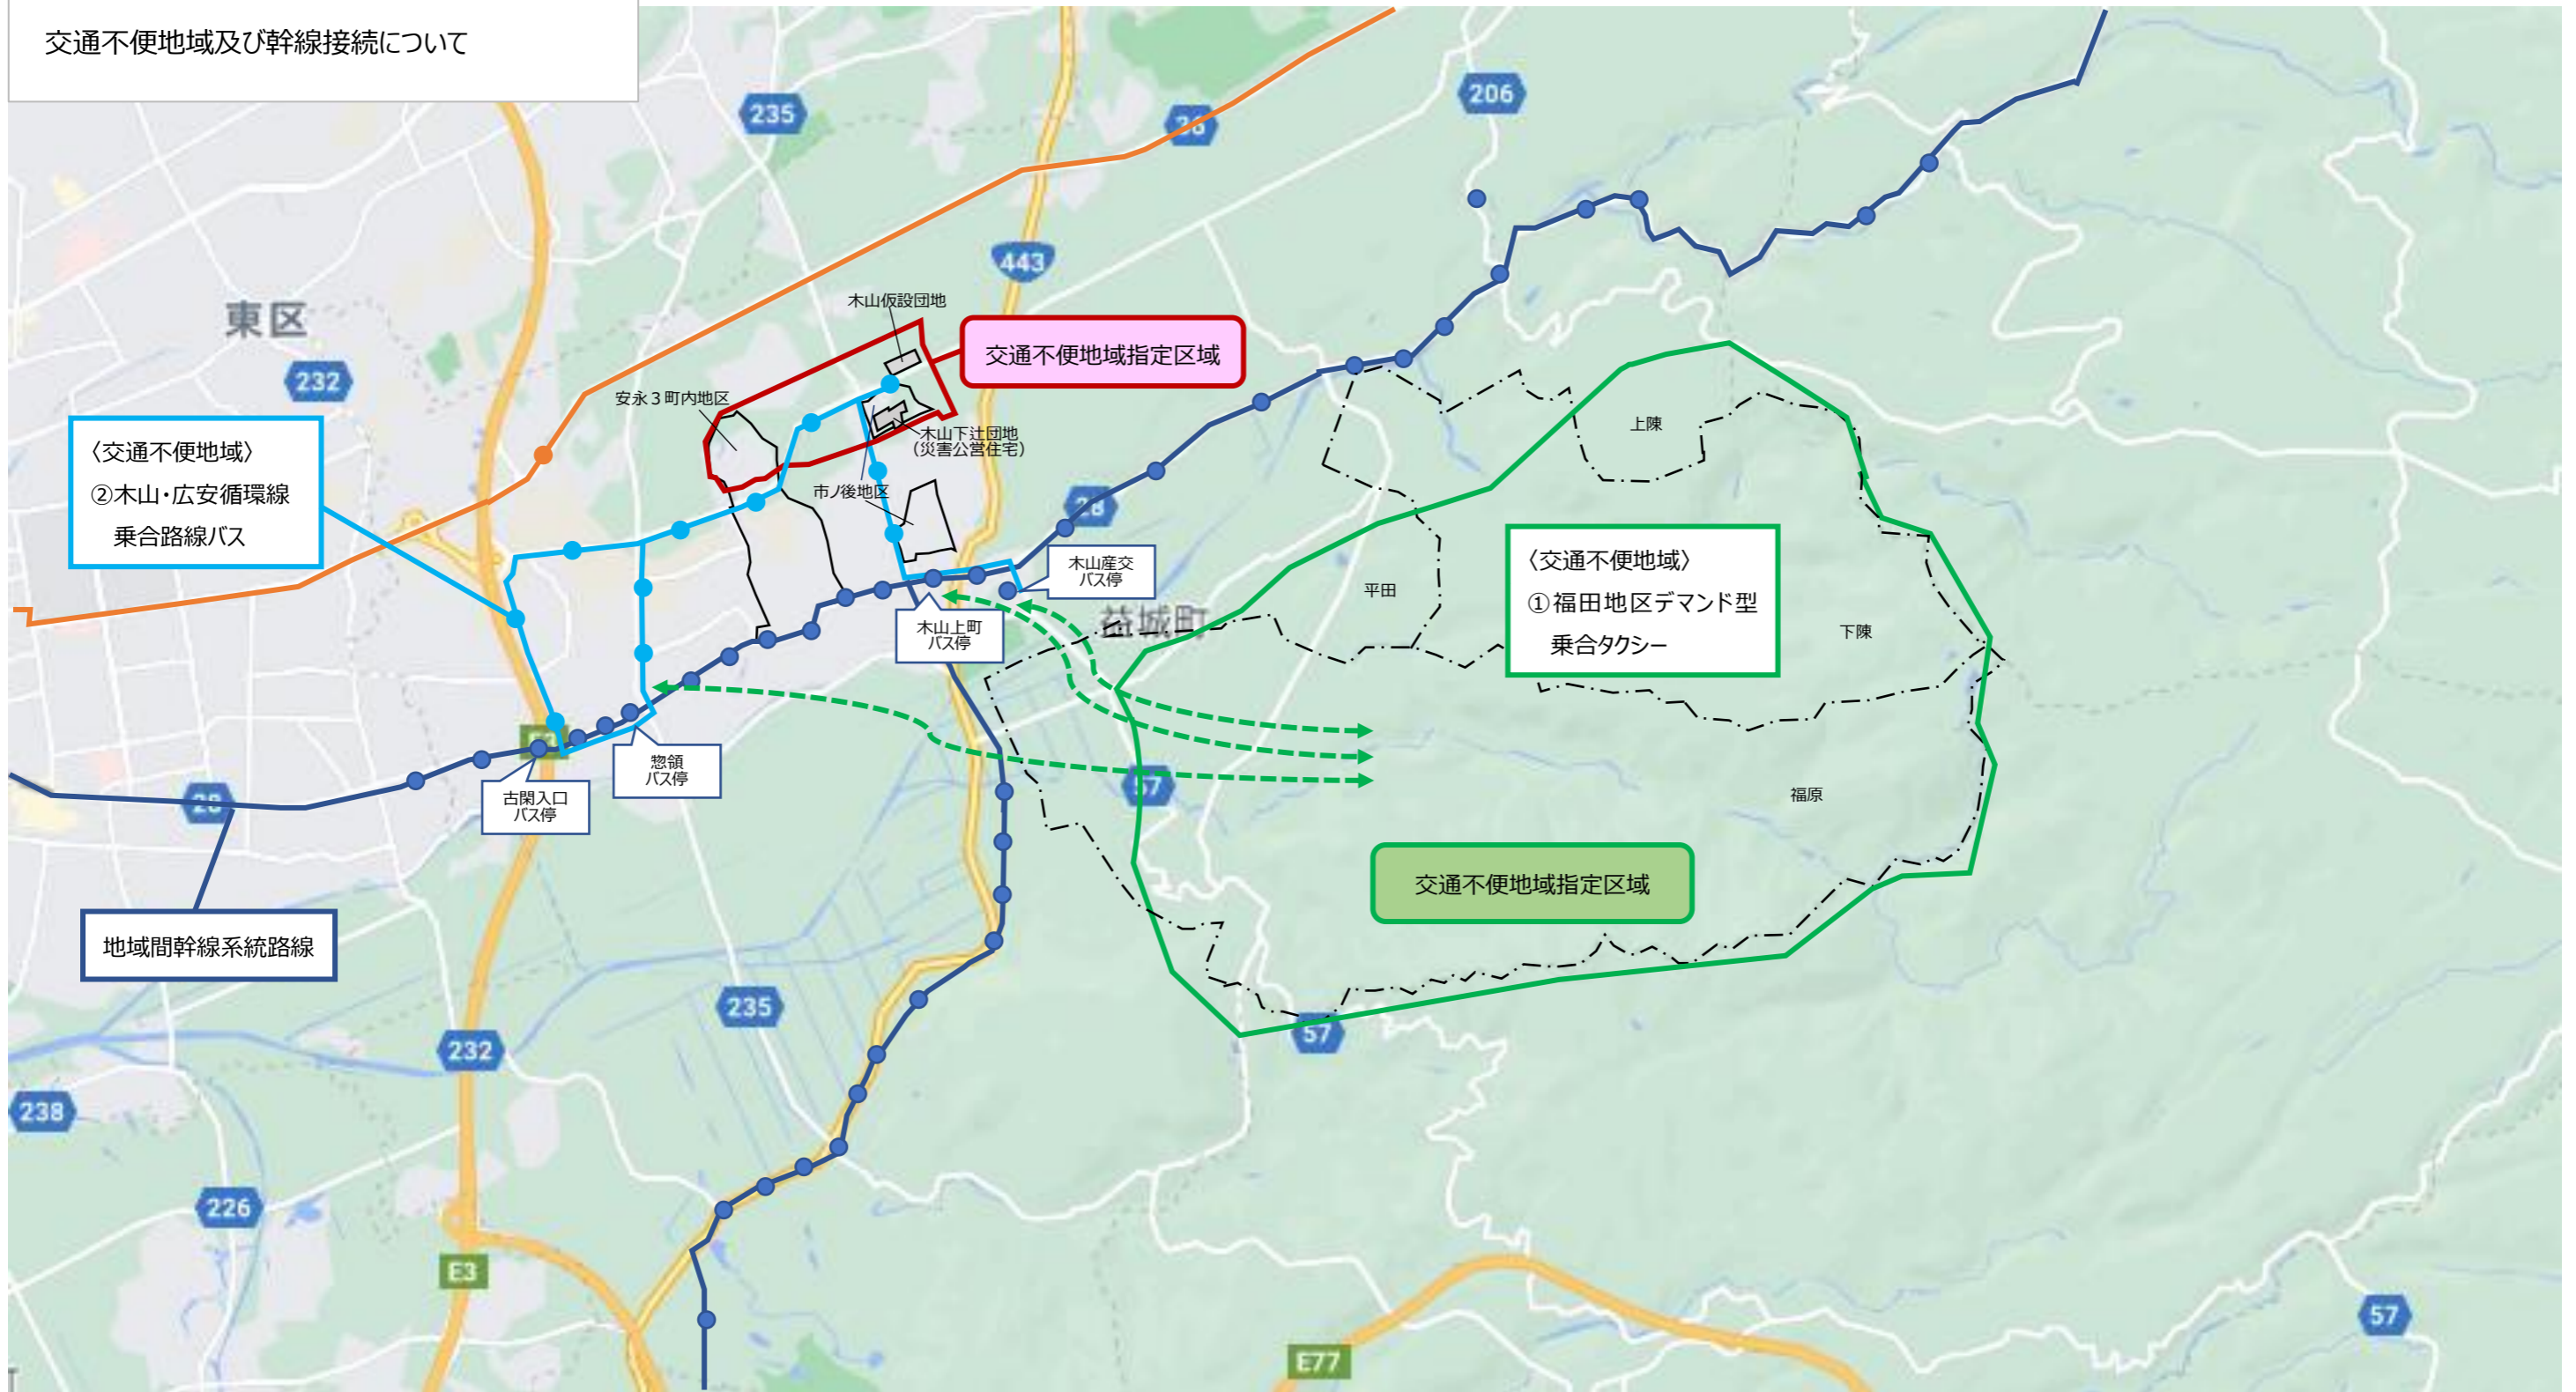 交通不便地域及び幹線接続について
235
206
36
443
東区
232
木山仮設団地
交通不便地域指定区域
安永３町内地区
木山下辻団地
（災害公営住宅）
市ノ後地区
〈交通不便地域〉
②木山・広安循環線
乗合路線バス
上陳
28
木山産交
バス停
平田
益城町
木山上町
バス停
〈交通不便地域〉
①福田地区デマンド型
乗合タクシー
下陳
E3
惣領
バス停
古閑入口
バス停
28
57
福原
交通不便地域指定区域
地域間幹線系統路線
235
57
232
238
226
E3
E77
57